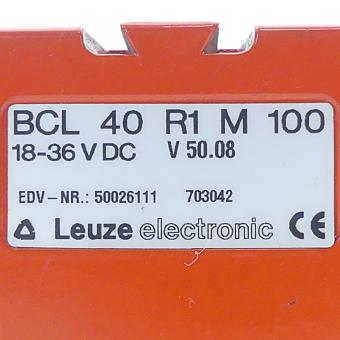 BCL 40 R1 M 100
18-36 V DC V 50.08
EDV-NR.: 50026111 703042
Leuze electronic CE